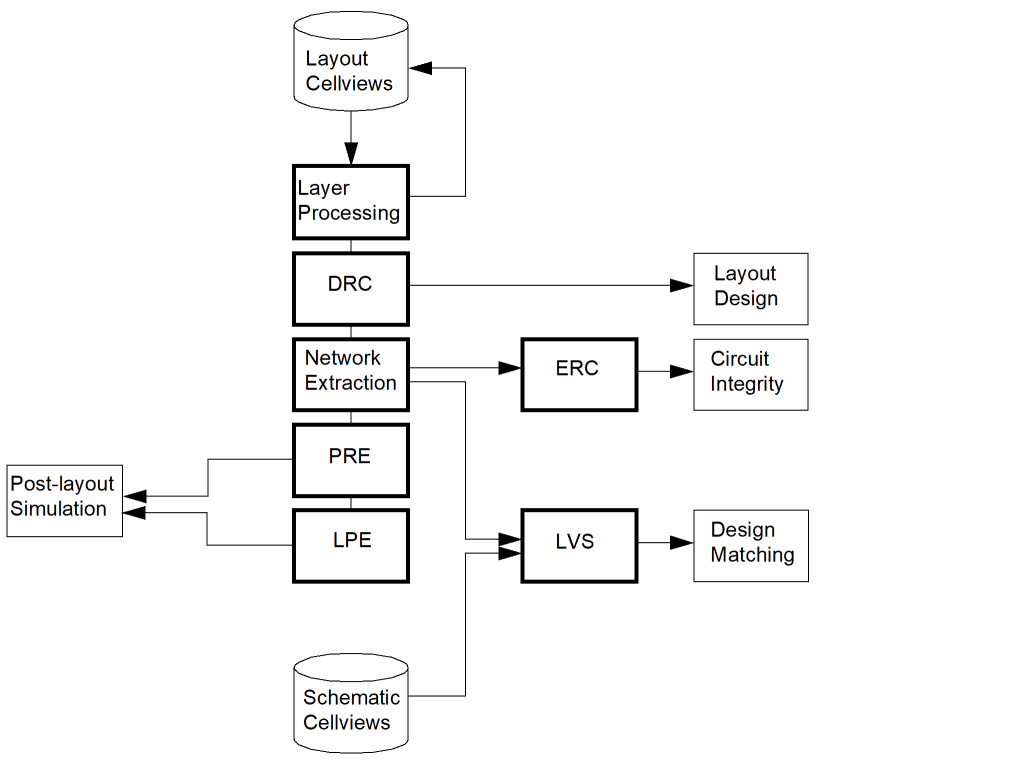 Layout
Cellviews
Layer
Processing
DRC
Layout
Design
Network
Extraction
ERC
Circuit
Integrity
PRE
Post-layout
Simulation
LPE
LVS
Design
Matching
Schematic
Cellviews